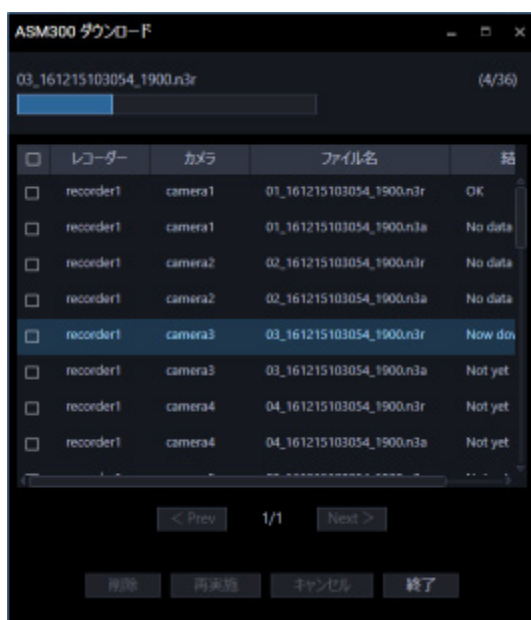 ASM300 ダウンロード
03_161215103054_1900.n3r (4/36)
レコーダー カメラ ファイル名 結
recorder1 camera1 01_161215103054_1900.n3r OK
recorder1 camera1 01_161215103054_1900.n3a No data
recorder1 camera2 02_161215103054_1900.n3r No data
recorder1 camera2 02_161215103054_1900.n3a No data
recorder1 camera3 03_161215103054_1900.n3r Now dow
recorder1 camera3 03_161215103054_1900.n3a Not yet
recorder1 camera4 04_161215103054_1900.n3r Not yet
recorder1 camera4 04_161215103054_1900.n3a Not yet
< Prev 1/1 Next >
削除 再実施 キャンセル 終了